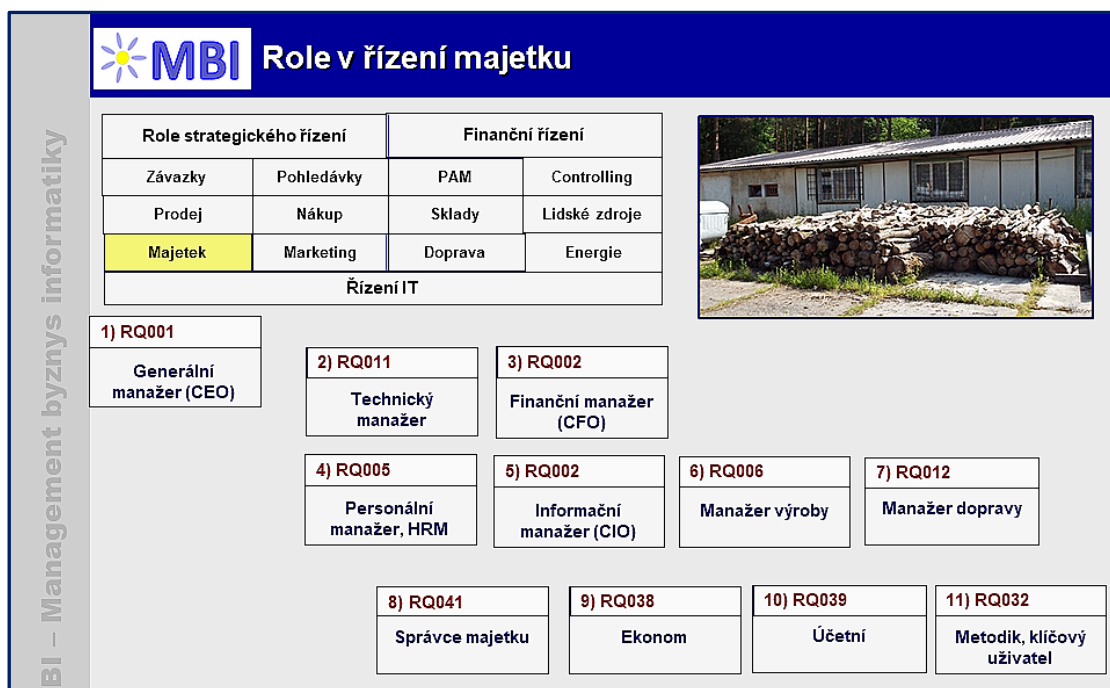 MBI
Role v řízení majetku
BI – Management byznys informatiky
Role strategického řízení
Finanční řízení
Závazky
Pohledávky
PAM
Controlling
Prodej
Nákup
Sklady
Lidské zdroje
Majetek
Marketing
Doprava
Energie
Řízení IT
1) RQ001
Generální
manažer (CEO)
2) RQ011
Technický
manažer
3) RQ002
Finanční manažer
(CFO)
4) RQ005
Personální
manažer, HRM
5) RQ002
Informační
manažer (CIO)
6) RQ006
Manažer výroby
7) RQ012
Manažer dopravy
8) RQ041
Správce majetku
9) RQ038
Ekonom
10) RQ039
Účetní
11) RQ032
Metodik, klíčový
uživatel